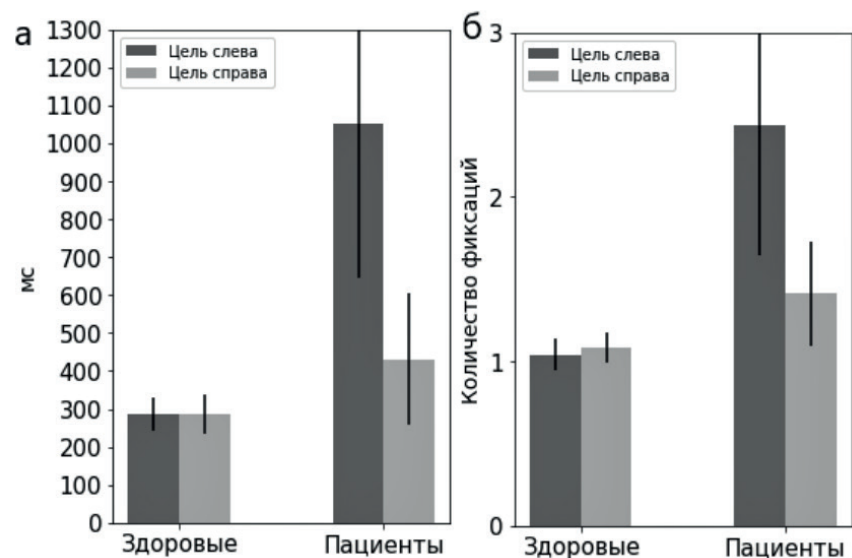 а
1300
1200
1100
1000
900
800
700
600
500
400
300
200
100
0
мс
Цель слева
Цель справа
Здоровые
Пациенты
б
3
2
1
0
Количество фиксаций
Цель слева
Цель справа
Здоровые
Пациенты